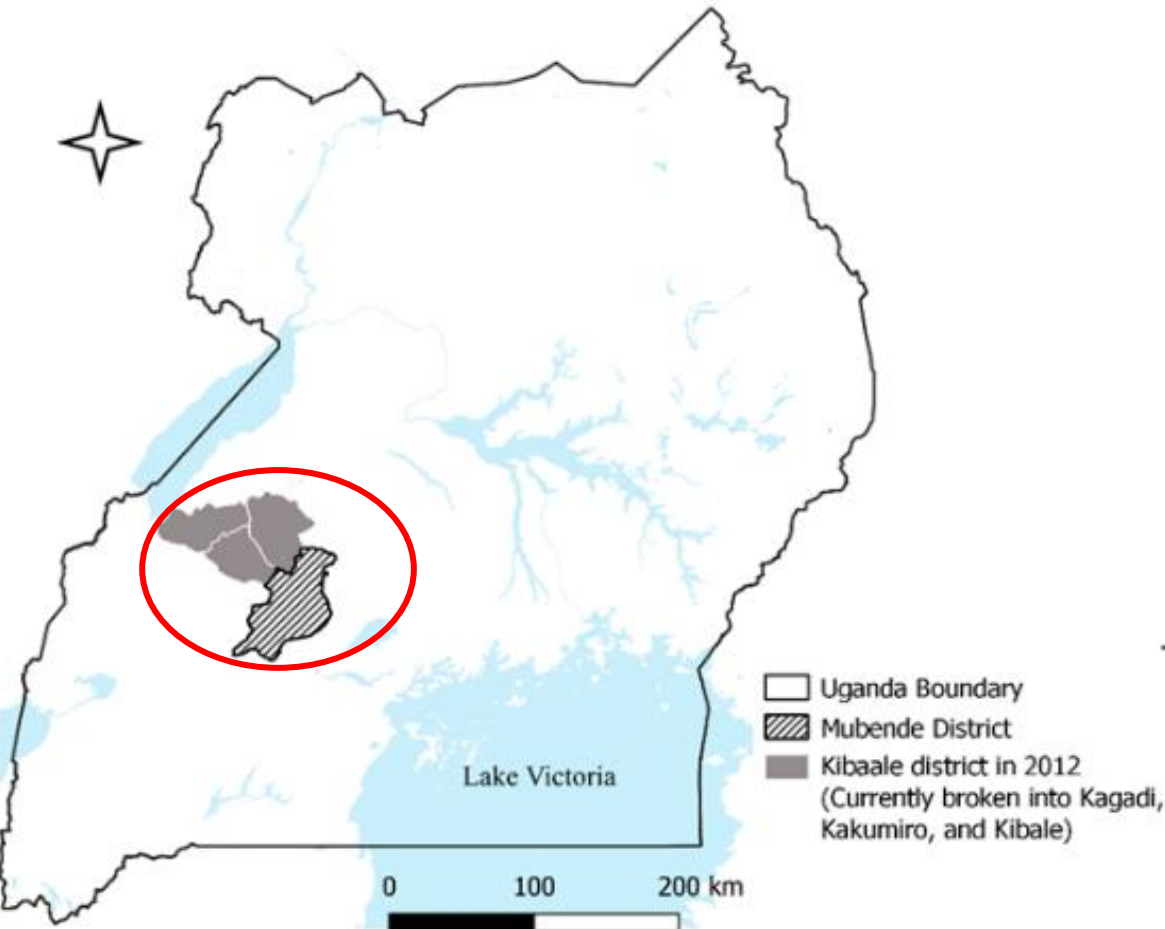 Uganda Boundary
Mubende District
Kibaale district in 2012
(Currently broken into Kagadi,
Kakumiro, and Kibale)
Lake Victoria
0 100 200 km